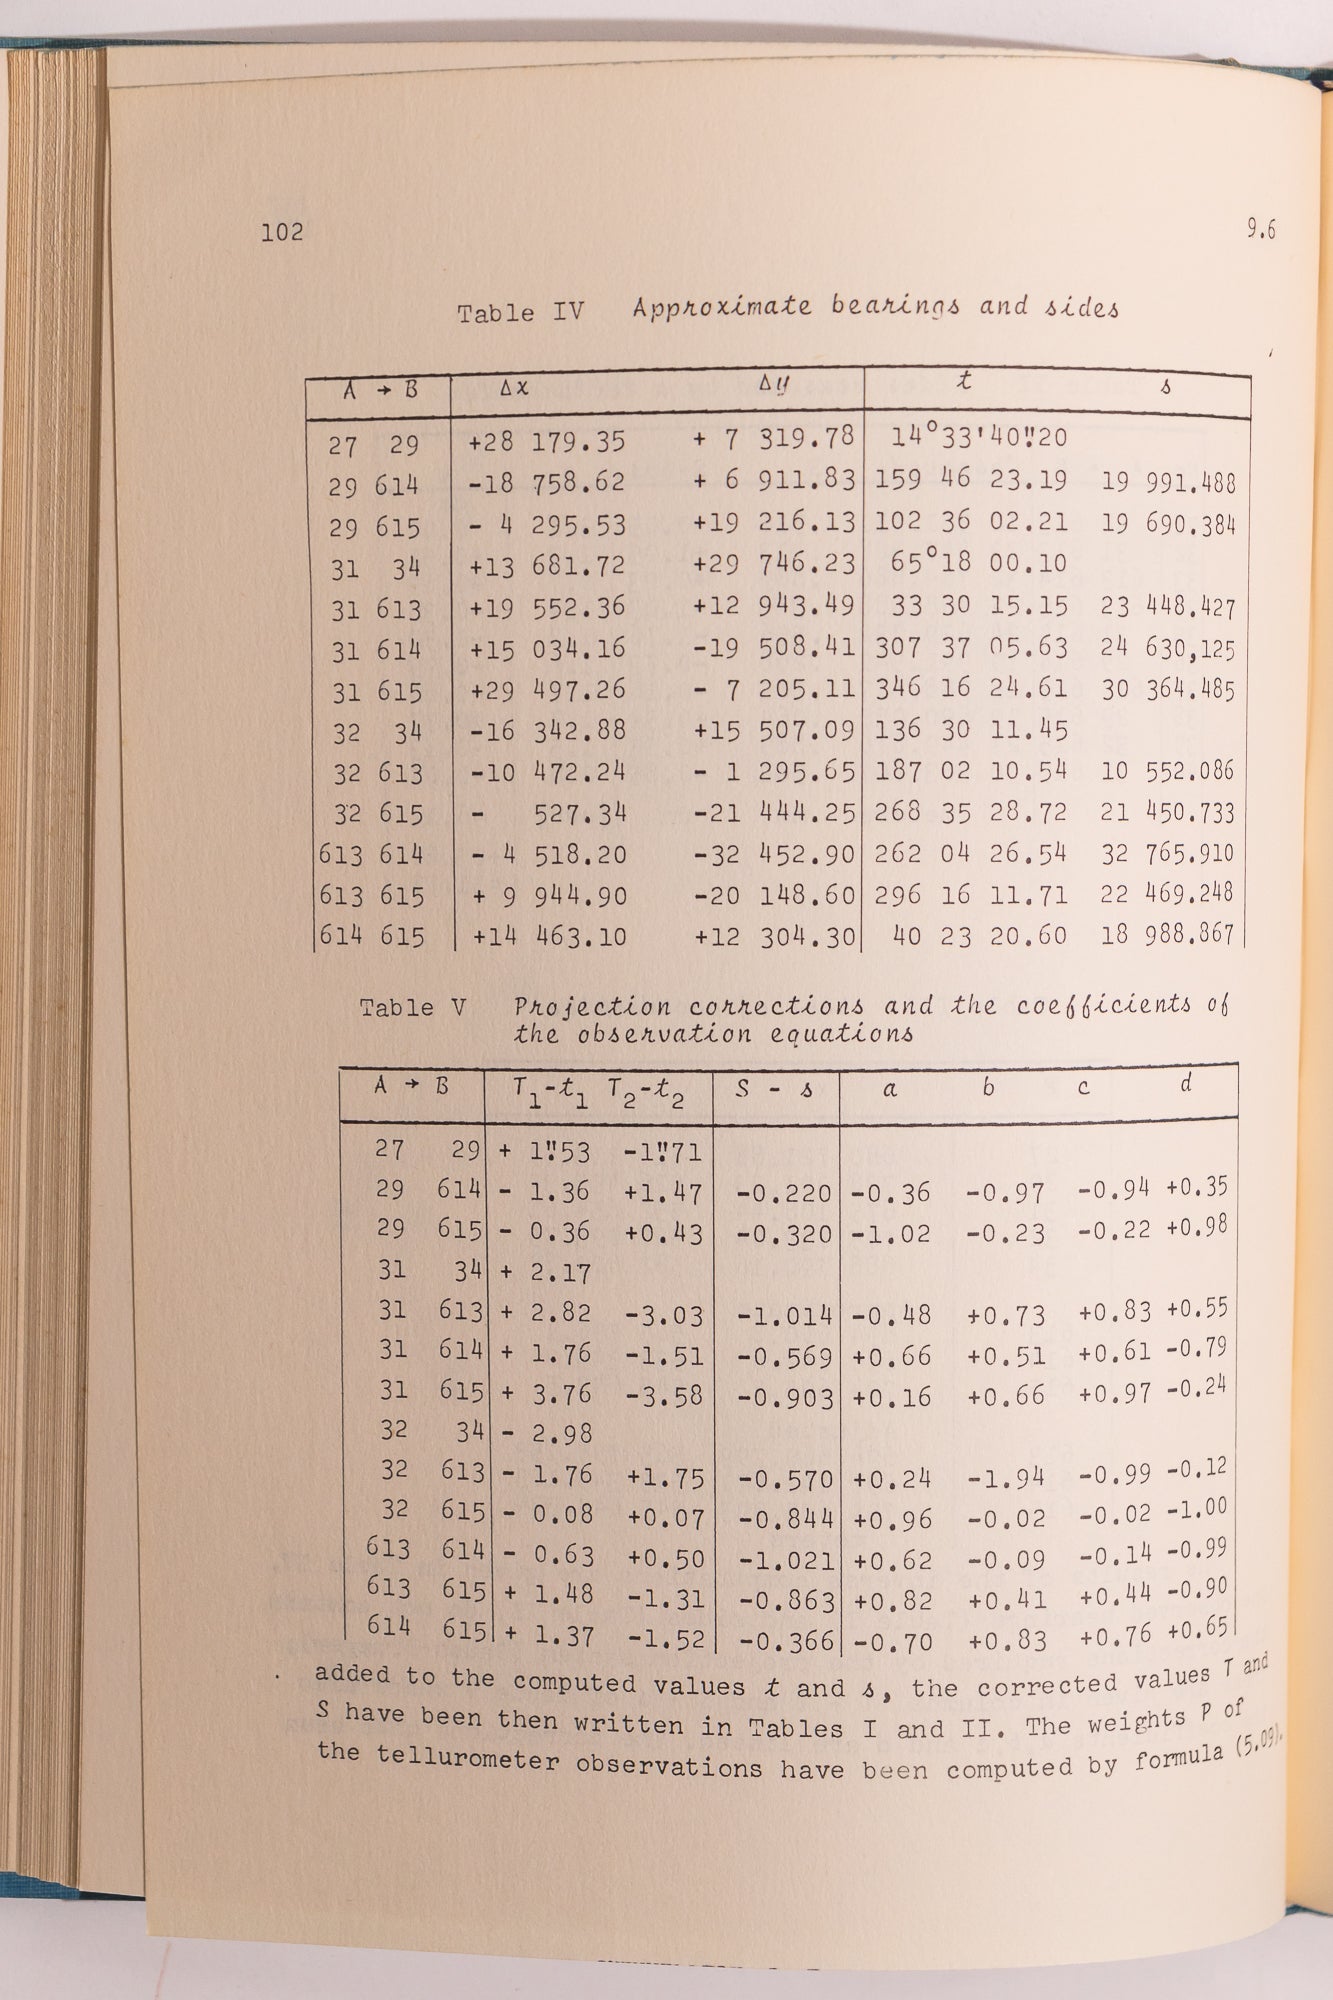 102 9.6
Table IV Approximate bearings and sides
A → B Δx Δy t s
27 29 +28 179.35 + 7 319.78 14°33'40"20
29 614 -18 758.62 + 6 911.83 159 46 23.19 19 991.488
29 615 - 4 295.53 +19 216.13 102 36 02.21 19 690.384
31 34 +13 681.72 +29 746.23 65°18 00.10
31 613 +19 552.36 +12 943.49 33 30 15.15 23 448.427
31 614 +15 034.16 -19 508.41 307 37 05.63 24 630,125
31 615 +29 497.26 - 7 205.11 346 16 24.61 30 364.485
32 34 -16 342.88 +15 507.09 136 30 11.45
32 613 -10 472.24 - 1 295.65 187 02 10.54 10 552.086
32 615 - 527.34 -21 444.25 268 35 28.72 21 450.733
613 614 - 4 518.20 -32 452.90 262 04 26.54 32 765.910
613 615 + 9 944.90 -20 148.60 296 16 11.71 22 469.248
614 615 +14 463.10 +12 304.30 40 23 20.60 18 988.867
Table V Projection corrections and the coefficients of
the observation equations
A → B T₁-t₁ T₂-t₂ S - s a b c d
27 29 + 1"53 -1"71
29 614 - 1.36 +1.47 -0.220 -0.36 -0.97 -0.94 +0.35
29 615 - 0.36 +0.43 -0.320 -1.02 -0.23 -0.22 +0.98
31 34 + 2.17
31 613 + 2.82 -3.03 -1.014 -0.48 +0.73 +0.83 +0.55
31 614 + 1.76 -1.51 -0.569 +0.66 +0.51 +0.61 -0.79
31 615 + 3.76 -3.58 -0.903 +0.16 +0.66 +0.97 -0.24
32 34 - 2.98
32 613 - 1.76 +1.75 -0.570 +0.24 -1.94 -0.99 -0.12
32 615 - 0.08 +0.07 -0.844 +0.96 -0.02 -0.02 -1.00
613 614 - 0.63 +0.50 -1.021 +0.62 -0.09 -0.14 -0.99
613 615 + 1.48 -1.31 -0.863 +0.82 +0.41 +0.44 -0.90
614 615 + 1.37 -1.52 -0.366 -0.70 +0.83 +0.76 +0.65
added to the computed values t and s, the corrected values T and
S have been then written in Tables I and II. The weights P of
the tellurometer observations have been computed by formula (5.09).